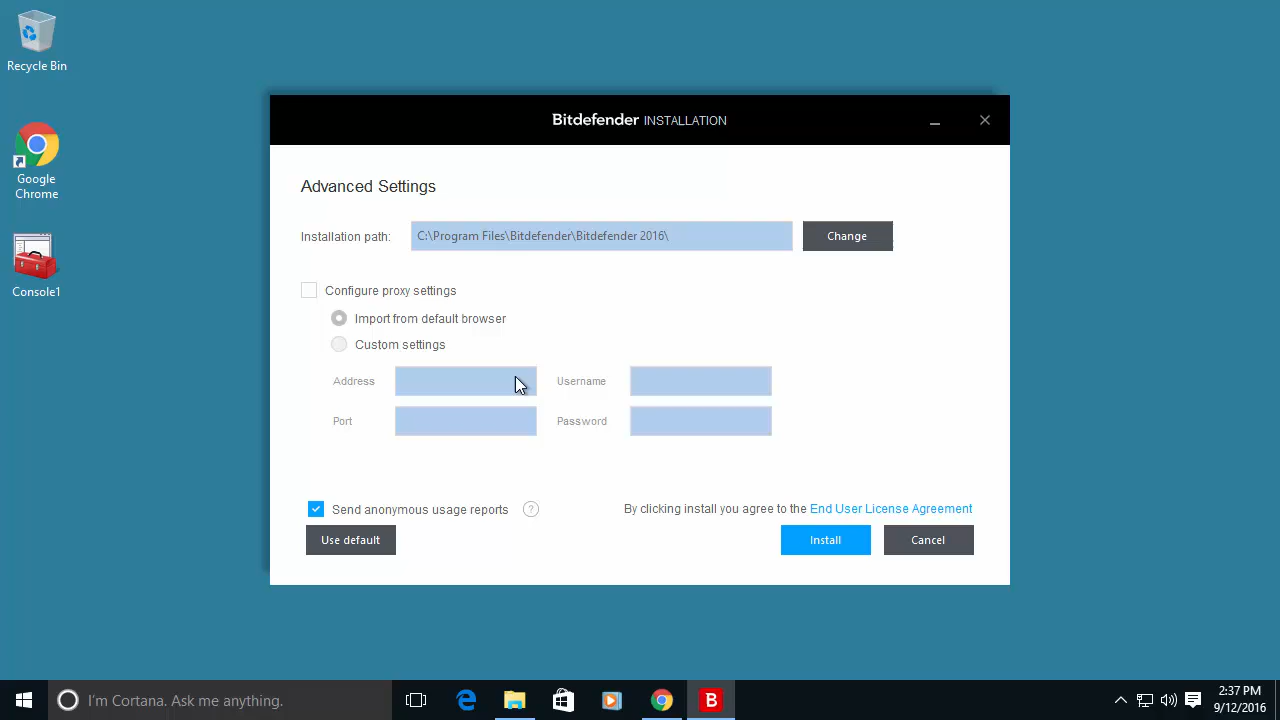 Recycle Bin
Google
Chrome
Console1
Bitdefender INSTALLATION
Advanced Settings
Installation path: C:\Program Files\Bitdefender\Bitdefender 2016\ Change
Configure proxy settings
Import from default browser
Custom settings
Address Username
Port Password
Send anonymous usage reports ? By clicking install you agree to the End User License Agreement
Use default Install Cancel
I'm Cortana. Ask me anything.
B
2:37 PM
9/12/2016